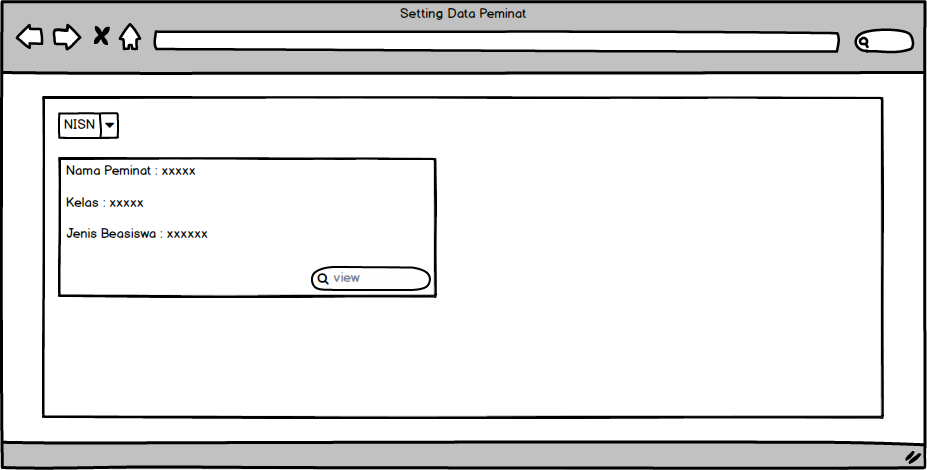 Setting Data Peminat
NISN
Nama Peminat : xxxxx
Kelas : xxxxx
Jenis Beasiswa : xxxxxx
view